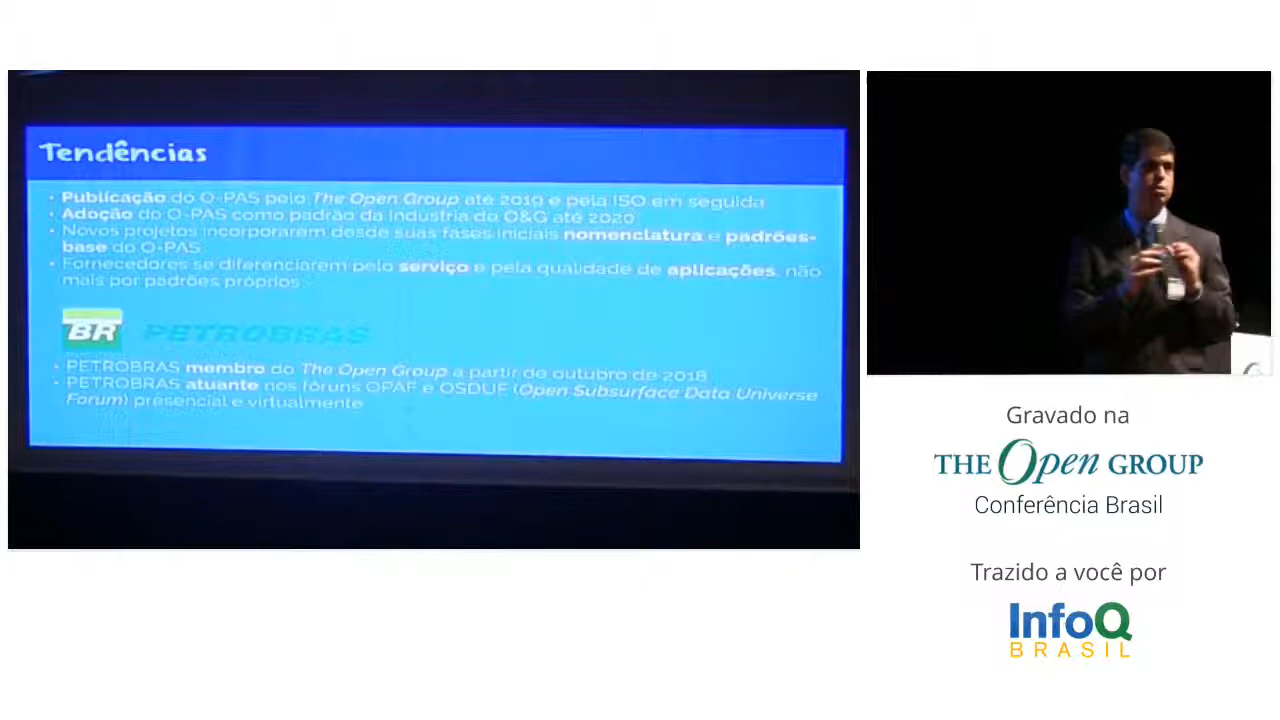 Tendências
• Publicação do O-PAS pelo The Open Group até 2019 e pela ISO em seguida
• Adoção do O-PAS como padrão da indústria de O&G até 2020
• Novos projetos incorporarem desde suas fases iniciais nomenclatura e padrões-
base do O-PAS
• Fornecedores se diferenciarem pelo serviço e pela qualidade de aplicações, não
mais por padrões próprios
BR PETROBRAS
• PETROBRAS membro do The Open Group a partir de outubro de 2018
• PETROBRAS atuante nos fóruns OPAF e OSDUF (Open Subsurface Data Universe
Forum) presencial e virtualmente
Gravado na
THE Open GROUP
Conferência Brasil
Trazido a você por
InfoQ
BRASIL